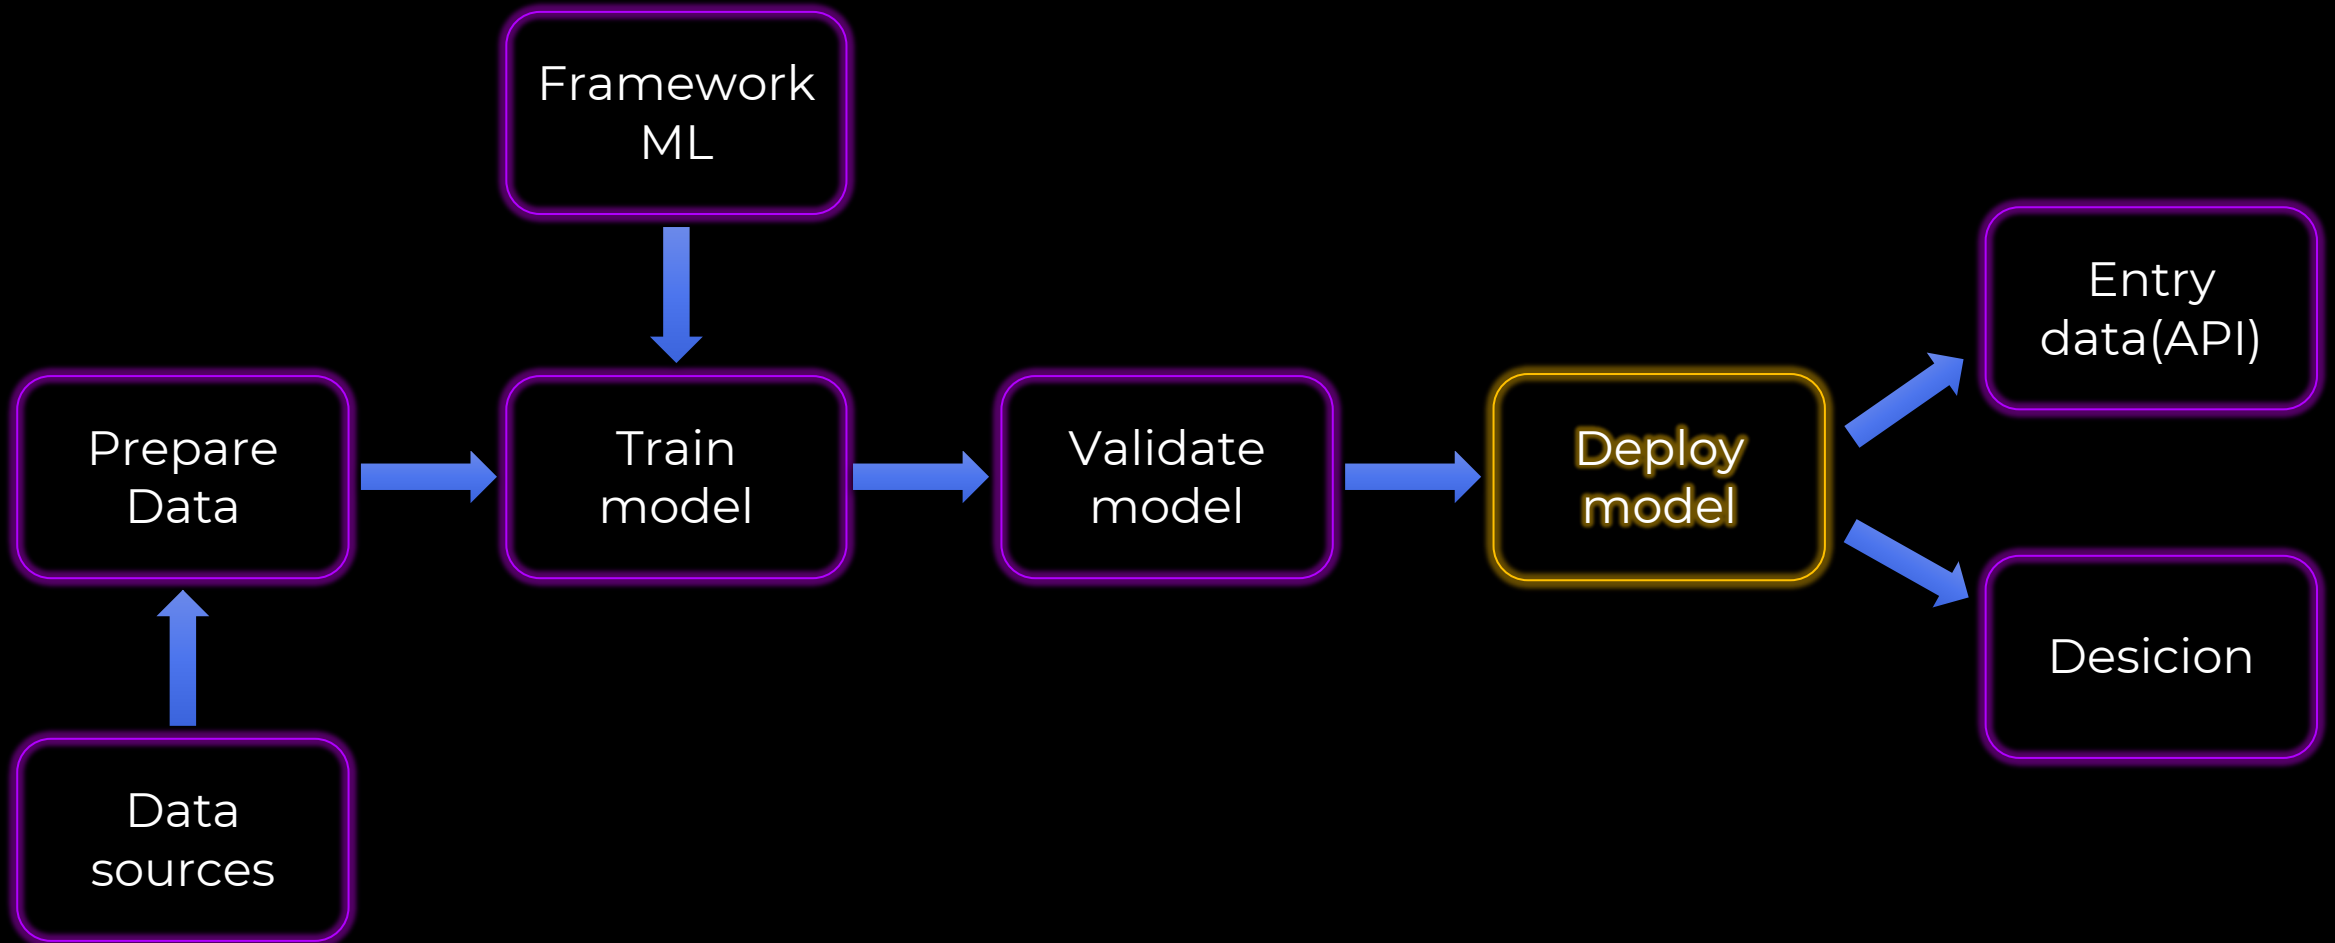 Framework
ML
Entry
data(API)
Prepare
Data
Train
model
Validate
model
Deploy
model
Desicion
Data
sources